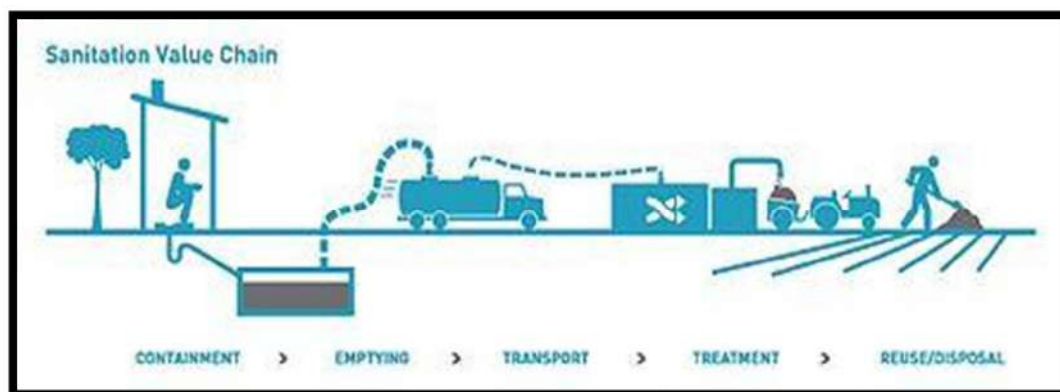 Sanitation Value Chain
CONTAINMENT > EMPTYING > TRANSPORT > TREATMENT > REUSE/DISPOSAL